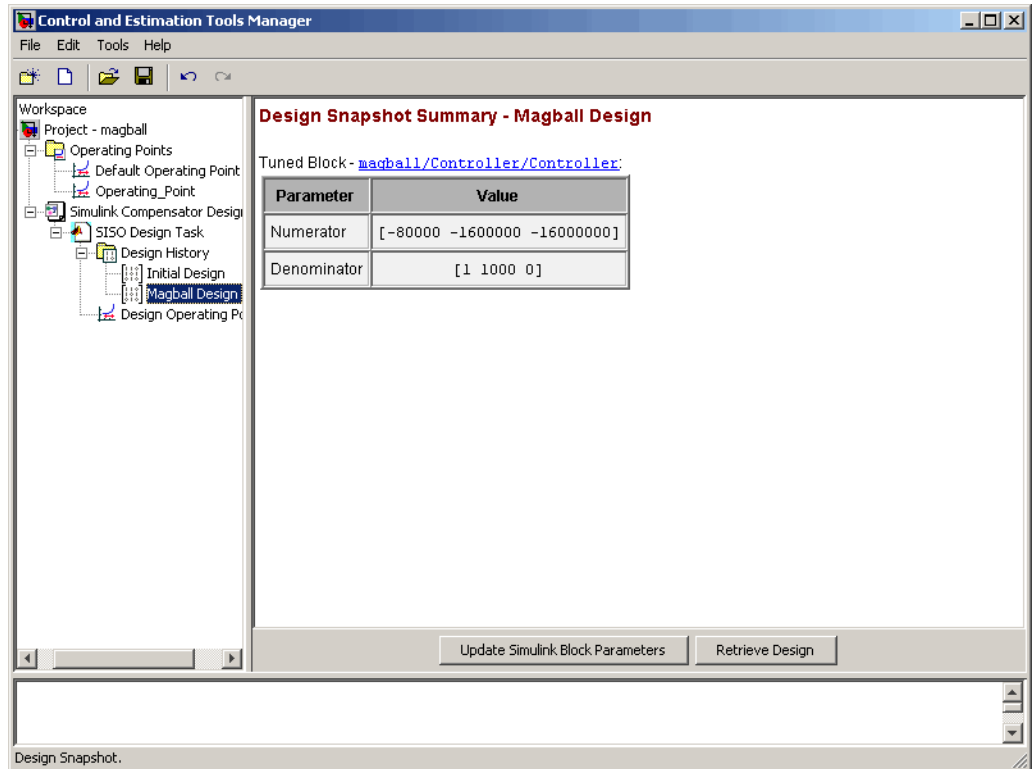 Control and Estimation Tools Manager
File Edit Tools Help
Workspace
Project - magball
Operating Points
Default Operating Point
Operating_Point
Simulink Compensator Desig
SISO Design Task
Design History
Initial Design
Magball Design
Design Operating Po
Design Snapshot Summary - Magball Design
Tuned Block - magball/Controller/Controller:
Parameter Value
Numerator [-80000 -1600000 -16000000]
Denominator [1 1000 0]
Update Simulink Block Parameters Retrieve Design
Design Snapshot.